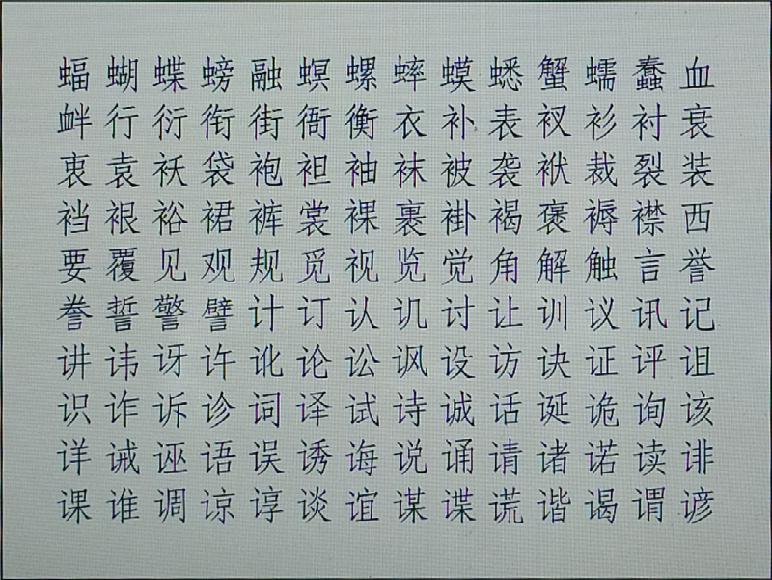 蝠蝴蝶螃融螟螺蟀蟆蟋蟹蠕蠢血
衅行衍衔街衙衡衣补表衩衫衬衰
衷袁袄袋袍袒袖袜被袭袱裁裂装
裆裉裕裙裤裳裸裹褂褐褒褥襟西
要覆见观规觅视览觉角解触言誉
誊誓警譬计订认讥讨让训议讯记
讲讳讶许讹论讼讽设访诀证评诅
识诈诉诊词译试诗诚话诞诡询该
详诫诬语误诱诲说诵请诸诺读诽
课谁调谅谆谈谊谋谍谎谐谒谓谚